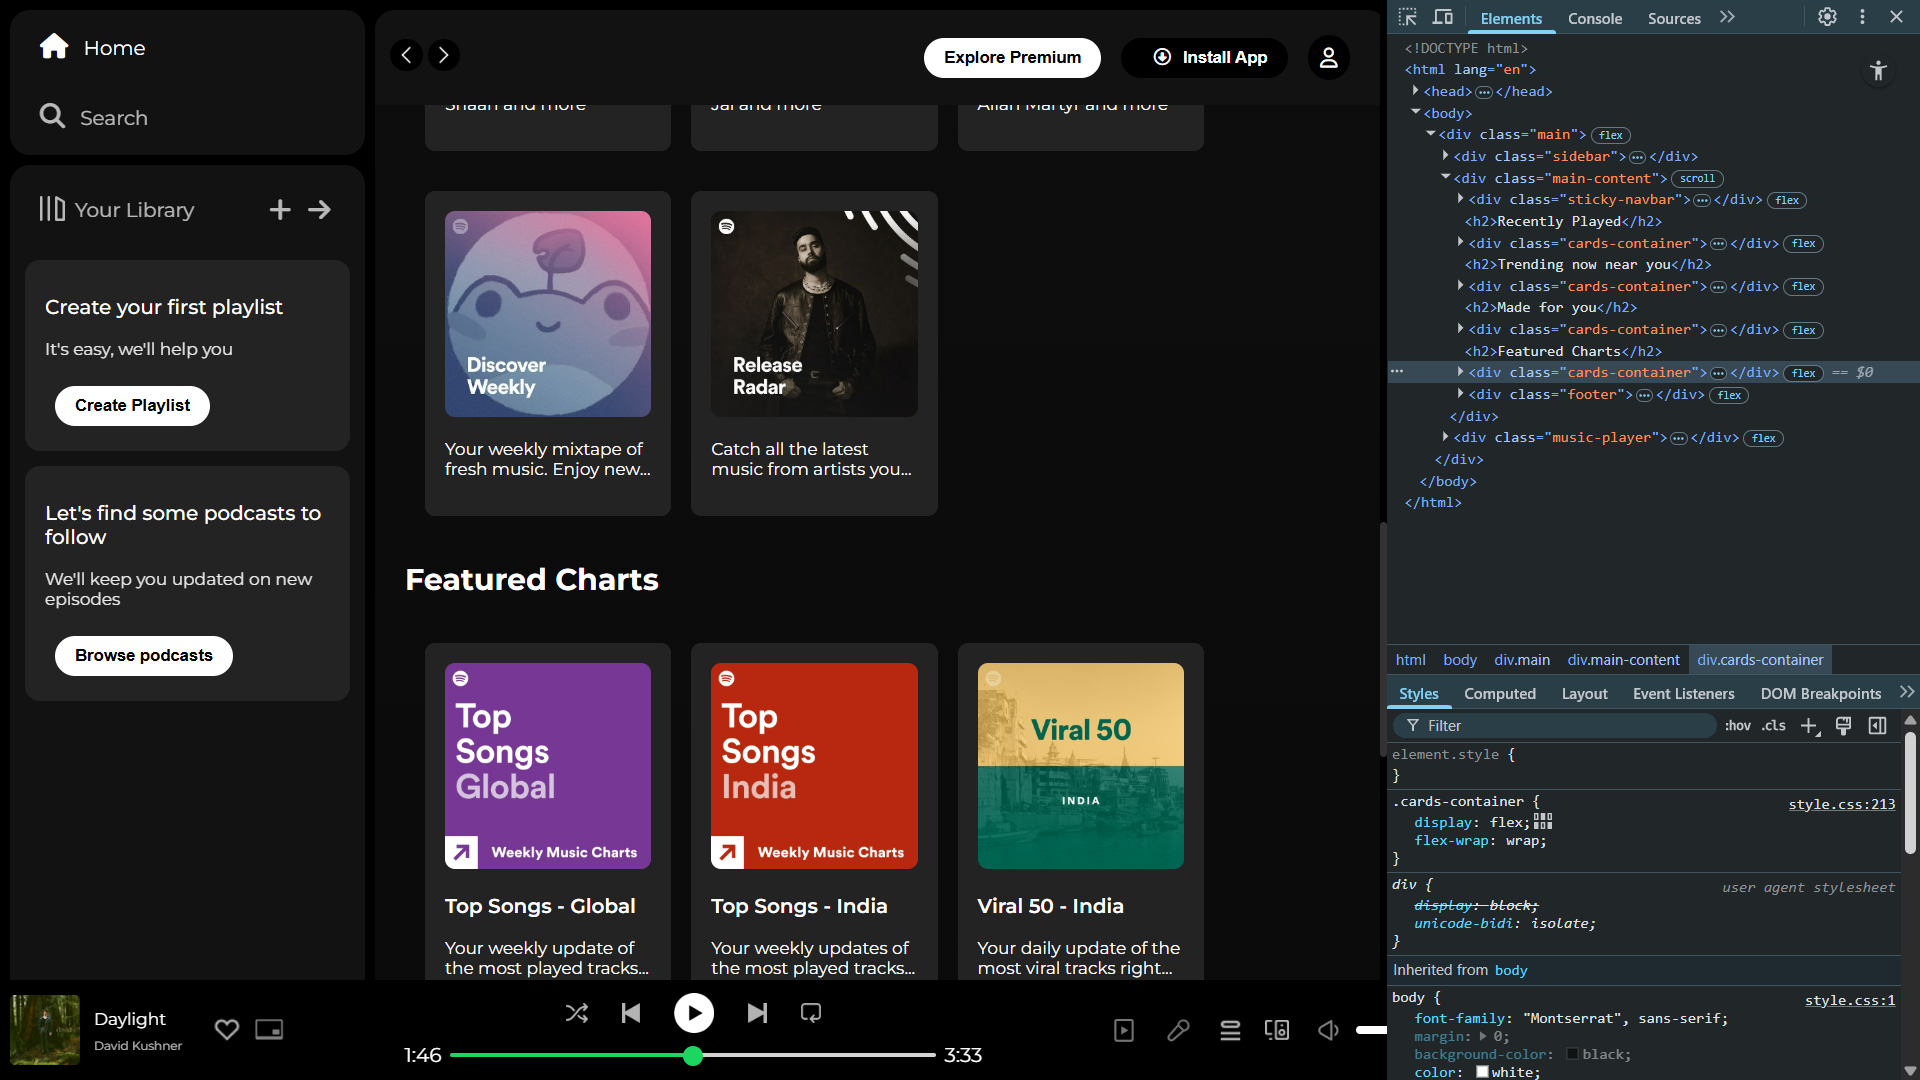 Home
Search
Your Library
Create your first playlist
It's easy, we'll help you
Create Playlist
Let's find some podcasts to
follow
We'll keep you updated on new
episodes
Browse podcasts
Explore Premium
Install App
Shaan and more
Jal and more
Allan Martyr and more
Discover
Weekly
Your weekly mixtape of
fresh music. Enjoy new...
Release
Radar
Catch all the latest
music from artists you...
Featured Charts
Top
Songs
Global
Weekly Music Charts
Top Songs - Global
Your weekly update of
the most played tracks...
Top
Songs
India
Weekly Music Charts
Top Songs - India
Your weekly updates of
the most played tracks...
Viral 50
INDIA
Viral 50 - India
Your daily update of the
most viral tracks right...
Daylight
David Kushner
1:46
3:33
Elements
Console
Sources
<!DOCTYPE html>
<html lang="en">
<head>⋯</head>
<body>
<div class="main"> flex
<div class="sidebar">⋯</div>
<div class="main-content"> scroll
<div class="sticky-navbar">⋯</div> flex
<h2>Recently Played</h2>
<div class="cards-container">⋯</div> flex
<h2>Trending now near you</h2>
<div class="cards-container">⋯</div> flex
<h2>Made for you</h2>
<div class="cards-container">⋯</div> flex
<h2>Featured Charts</h2>
<div class="cards-container">⋯</div> flex == $0
<div class="footer">⋯</div> flex
</div>
<div class="music-player">⋯</div> flex
</div>
</body>
</html>
html body div.main div.main-content div.cards-container
Styles Computed Layout Event Listeners DOM Breakpoints
Filter :hov .cls
element.style {
}
.cards-container { style.css:213
display: flex;
flex-wrap: wrap;
}
div { user agent stylesheet
display: block;
unicode-bidi: isolate;
}
Inherited from body
body { style.css:1
font-family: "Montserrat", sans-serif;
margin: 0;
background-color: black;
color: white;